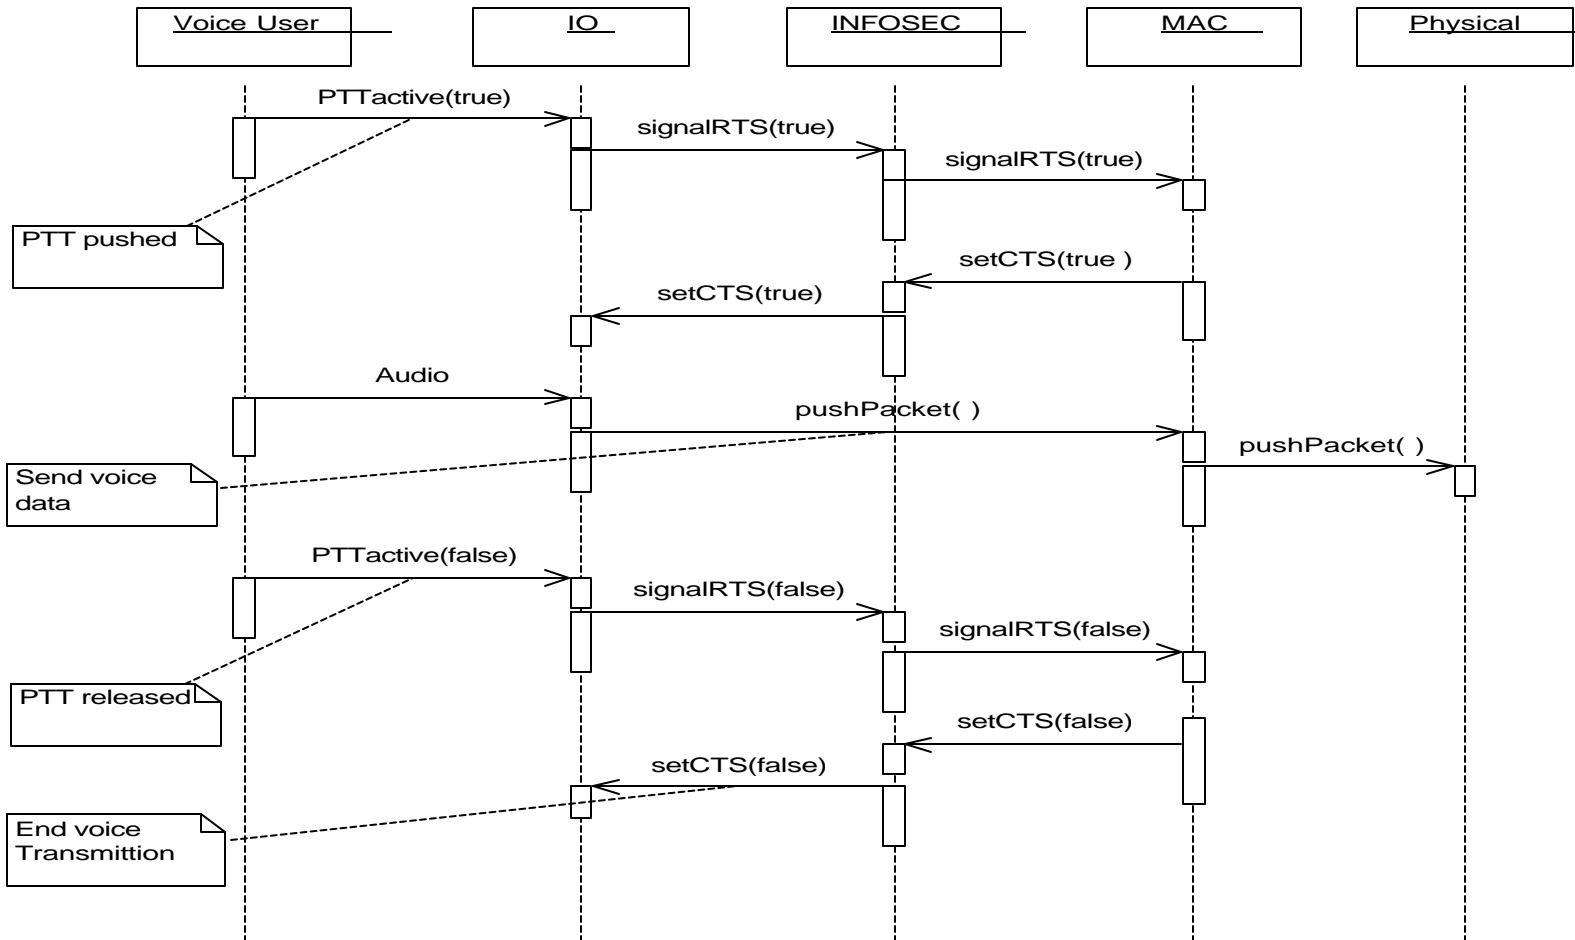 Voice User
IO
INFOSEC
MAC
Physical
PTTactive(true)
signalRTS(true)
signalRTS(true)
PTT pushed
setCTS(true )
setCTS(true)
Audio
pushPacket( )
pushPacket( )
Send voice
data
PTTactive(false)
signalRTS(false)
signalRTS(false)
PTT released
setCTS(false)
setCTS(false)
End voice
Transmittion